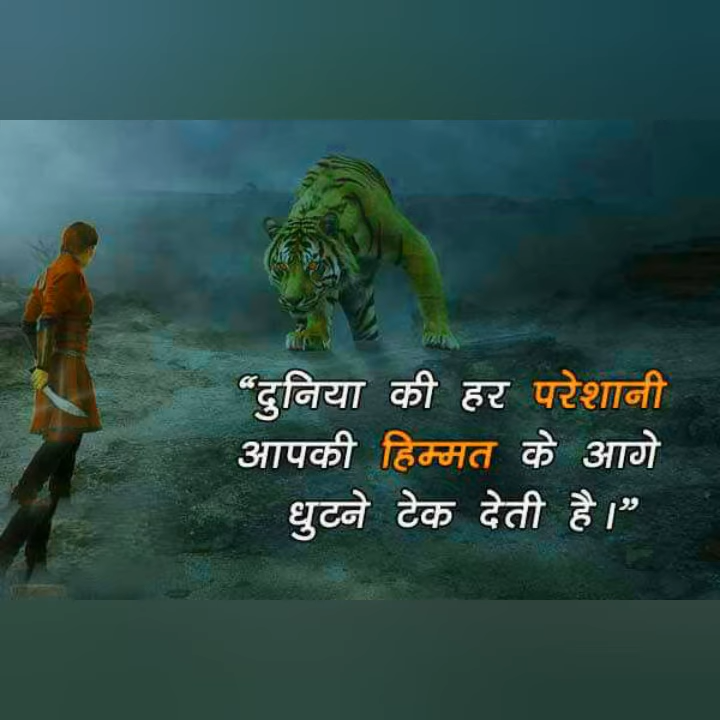 “दुनिया की हर परेशानी
आपकी हिम्मत के आगे
धुटने टेक देती है।”